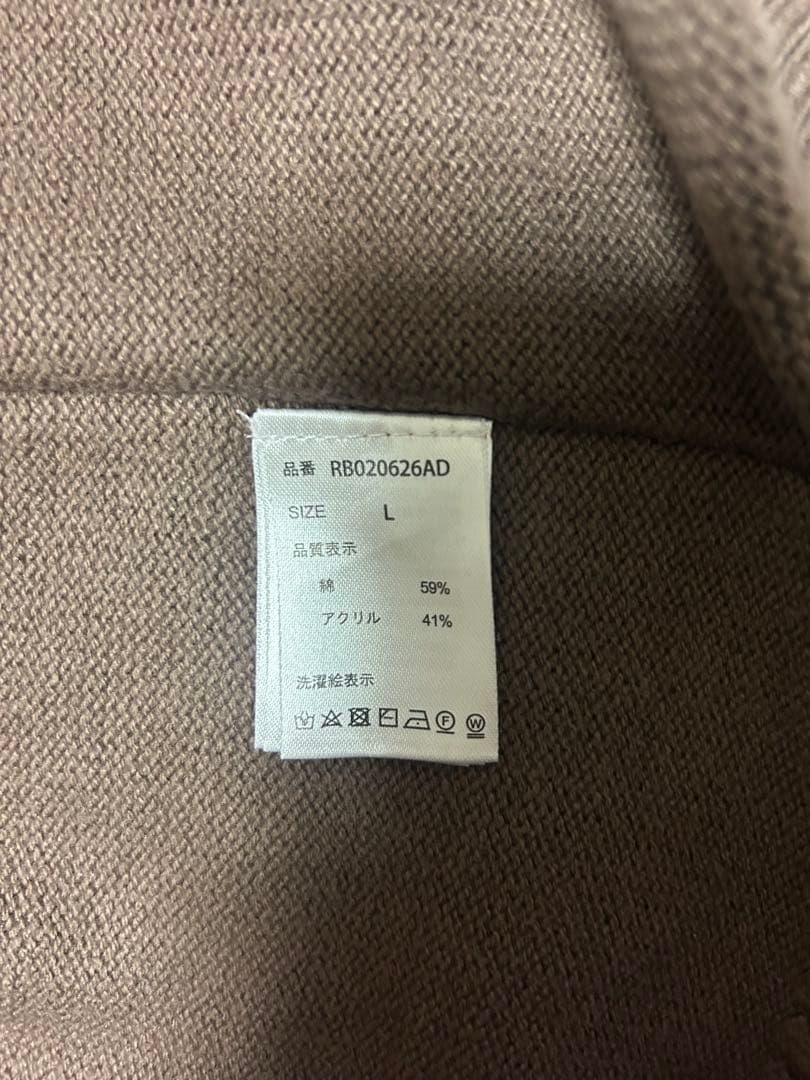 品番 RB020626AD
SIZE L
品質表示
綿 59%
アクリル 41%
洗濯絵表示
F W